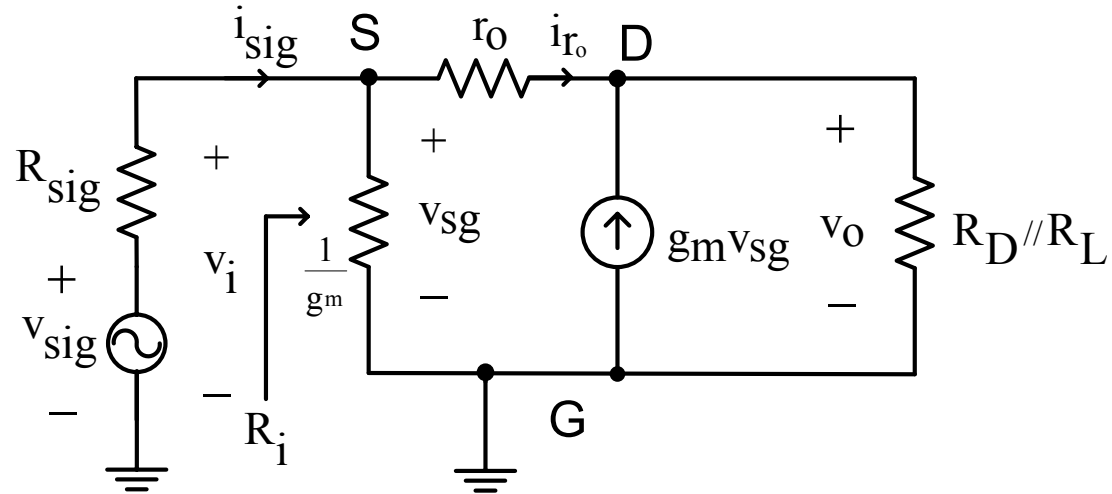 i_sig
S
r_o
i_r_o
D
R_sig
+
v_i
−
1/g_m
+
v_sg
−
g_m v_sg
+
v_o
−
R_D//R_L
+
v_sig
−
R_i
G